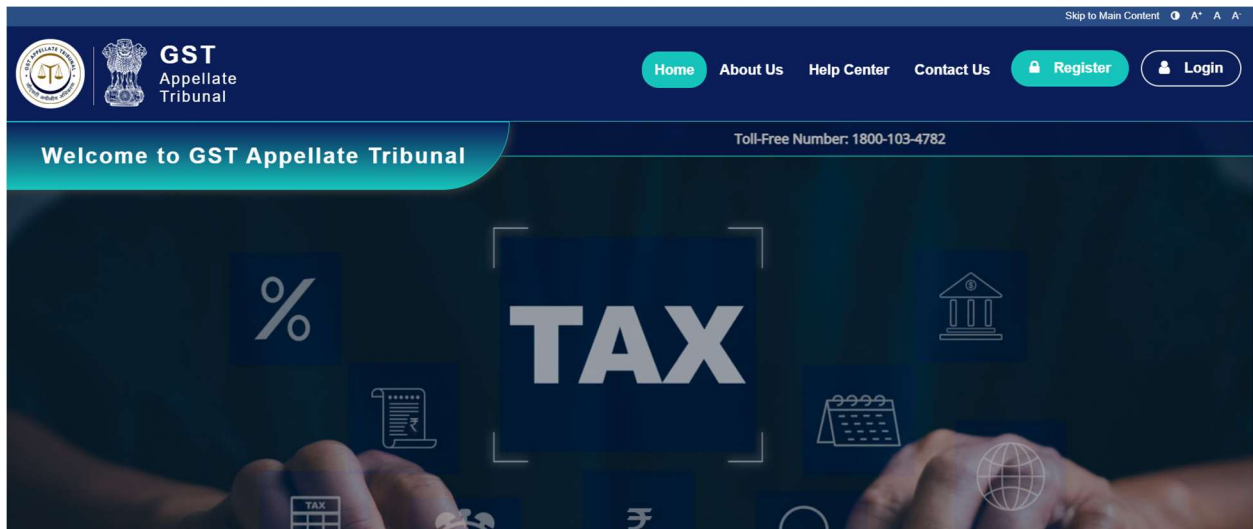 Skip to Main Content A+ A A-
GST
Appellate
Tribunal
Home About Us Help Center Contact Us Register Login
Toll-Free Number: 1800-103-4782
Welcome to GST Appellate Tribunal
%
TAX
₹
TAX
₹